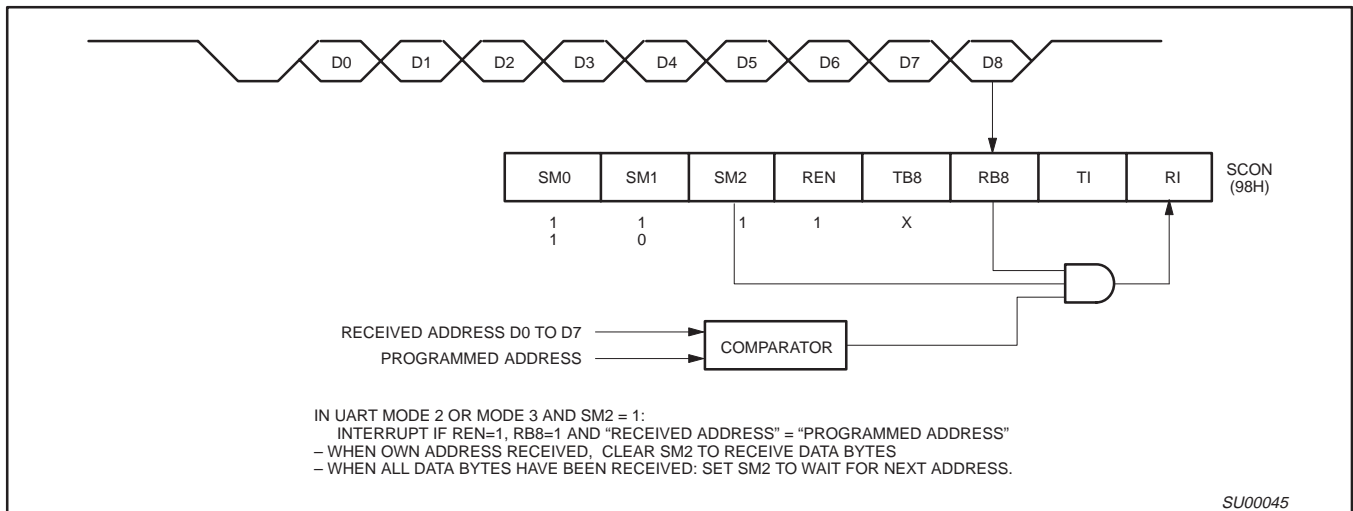 D0 D1 D2 D3 D4 D5 D6 D7 D8
SM0 SM1 SM2 REN TB8 RB8 TI RI
SCON
(98H)
1 1 1 1 X
1 0
RECEIVED ADDRESS D0 TO D7
PROGRAMMED ADDRESS
COMPARATOR
IN UART MODE 2 OR MODE 3 AND SM2 = 1:
INTERRUPT IF REN=1, RB8=1 AND “RECEIVED ADDRESS” = “PROGRAMMED ADDRESS”
– WHEN OWN ADDRESS RECEIVED, CLEAR SM2 TO RECEIVE DATA BYTES
– WHEN ALL DATA BYTES HAVE BEEN RECEIVED: SET SM2 TO WAIT FOR NEXT ADDRESS.
SU00045